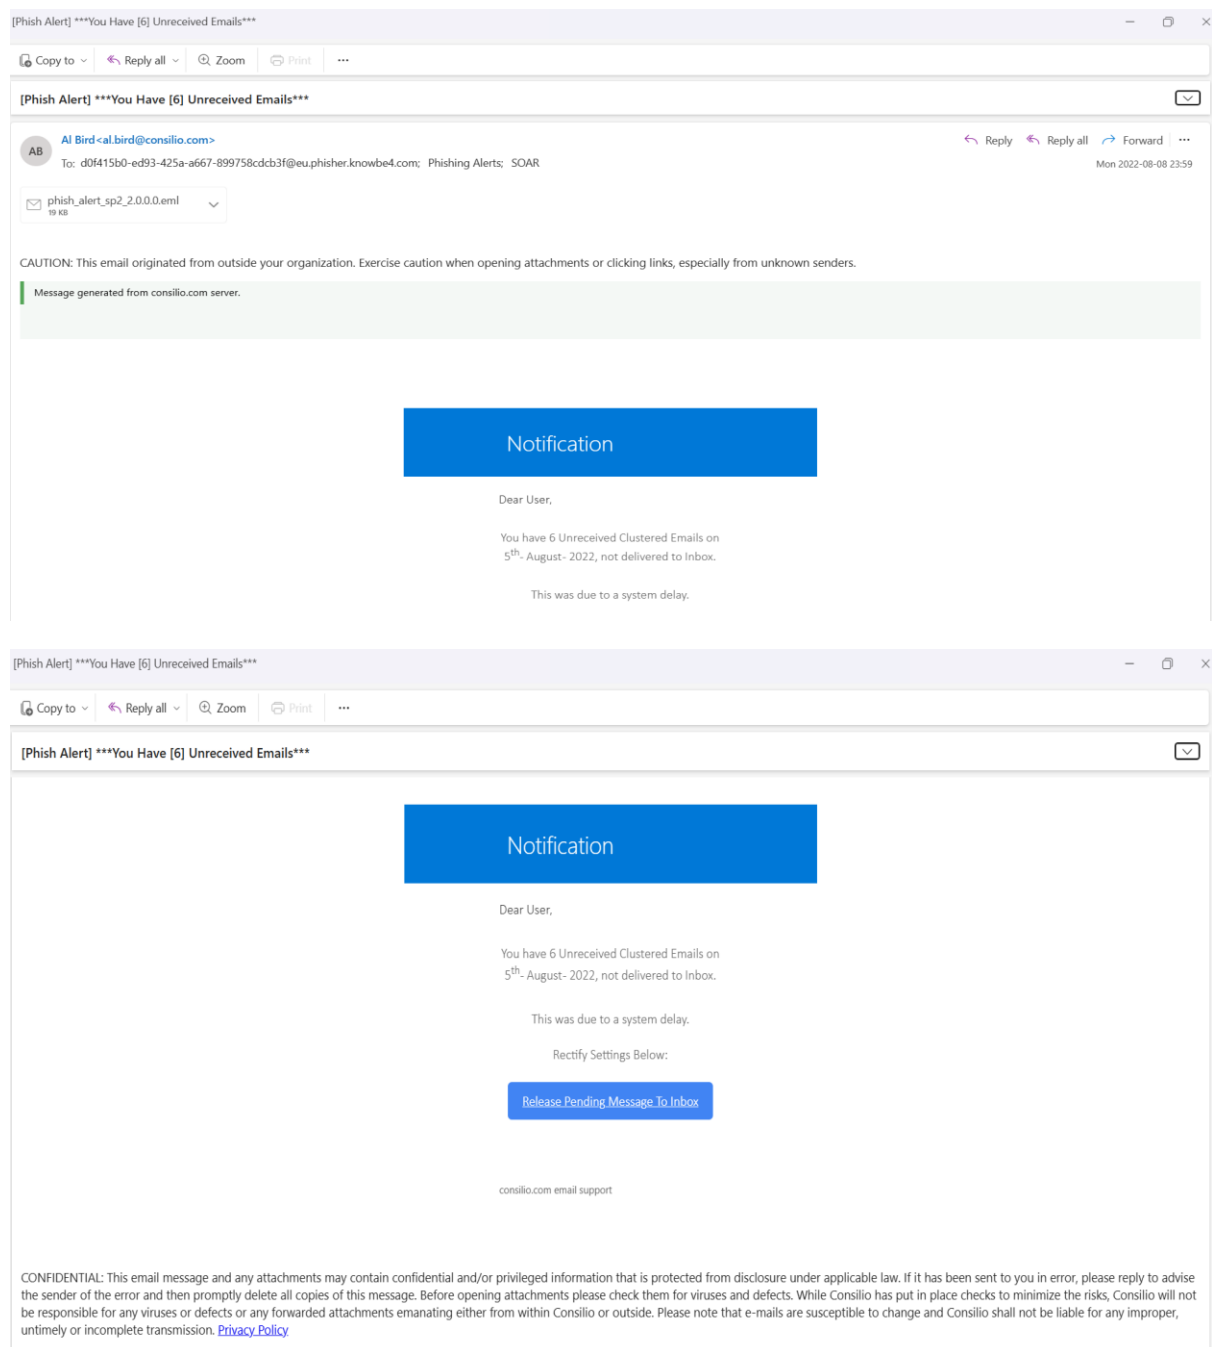 [Phish Alert] ***You Have [6] Unreceived Emails***
Copy to Reply all Zoom Print ...
[Phish Alert] ***You Have [6] Unreceived Emails***
AB
Al Bird<al.bird@consilio.com>
Reply Reply all Forward ...
To: d0f415b0-ed93-425a-a667-899758cdcb3f@eu.phisher.knowbe4.com; Phishing Alerts; SOAR
Mon 2022-08-08 23:59
phish_alert_sp2_2.0.0.0.eml
19 KB
CAUTION: This email originated from outside your organization. Exercise caution when opening attachments or clicking links, especially from unknown senders.
Message generated from consilio.com server.
Notification
Dear User,
You have 6 Unreceived Clustered Emails on
5th- August- 2022, not delivered to Inbox.
This was due to a system delay.
[Phish Alert] ***You Have [6] Unreceived Emails***
Copy to Reply all Zoom Print ...
[Phish Alert] ***You Have [6] Unreceived Emails***
Notification
Dear User,
You have 6 Unreceived Clustered Emails on
5th- August- 2022, not delivered to Inbox.
This was due to a system delay.
Rectify Settings Below:
Release Pending Message To Inbox
consilio.com email support
CONFIDENTIAL: This email message and any attachments may contain confidential and/or privileged information that is protected from disclosure under applicable law. If it has been sent to you in error, please reply to advise
the sender of the error and then promptly delete all copies of this message. Before opening attachments please check them for viruses and defects. While Consilio has put in place checks to minimize the risks, Consilio will not
be responsible for any viruses or defects or any forwarded attachments emanating either from within Consilio or outside. Please note that e-mails are susceptible to change and Consilio shall not be liable for any improper,
untimely or incomplete transmission. Privacy Policy